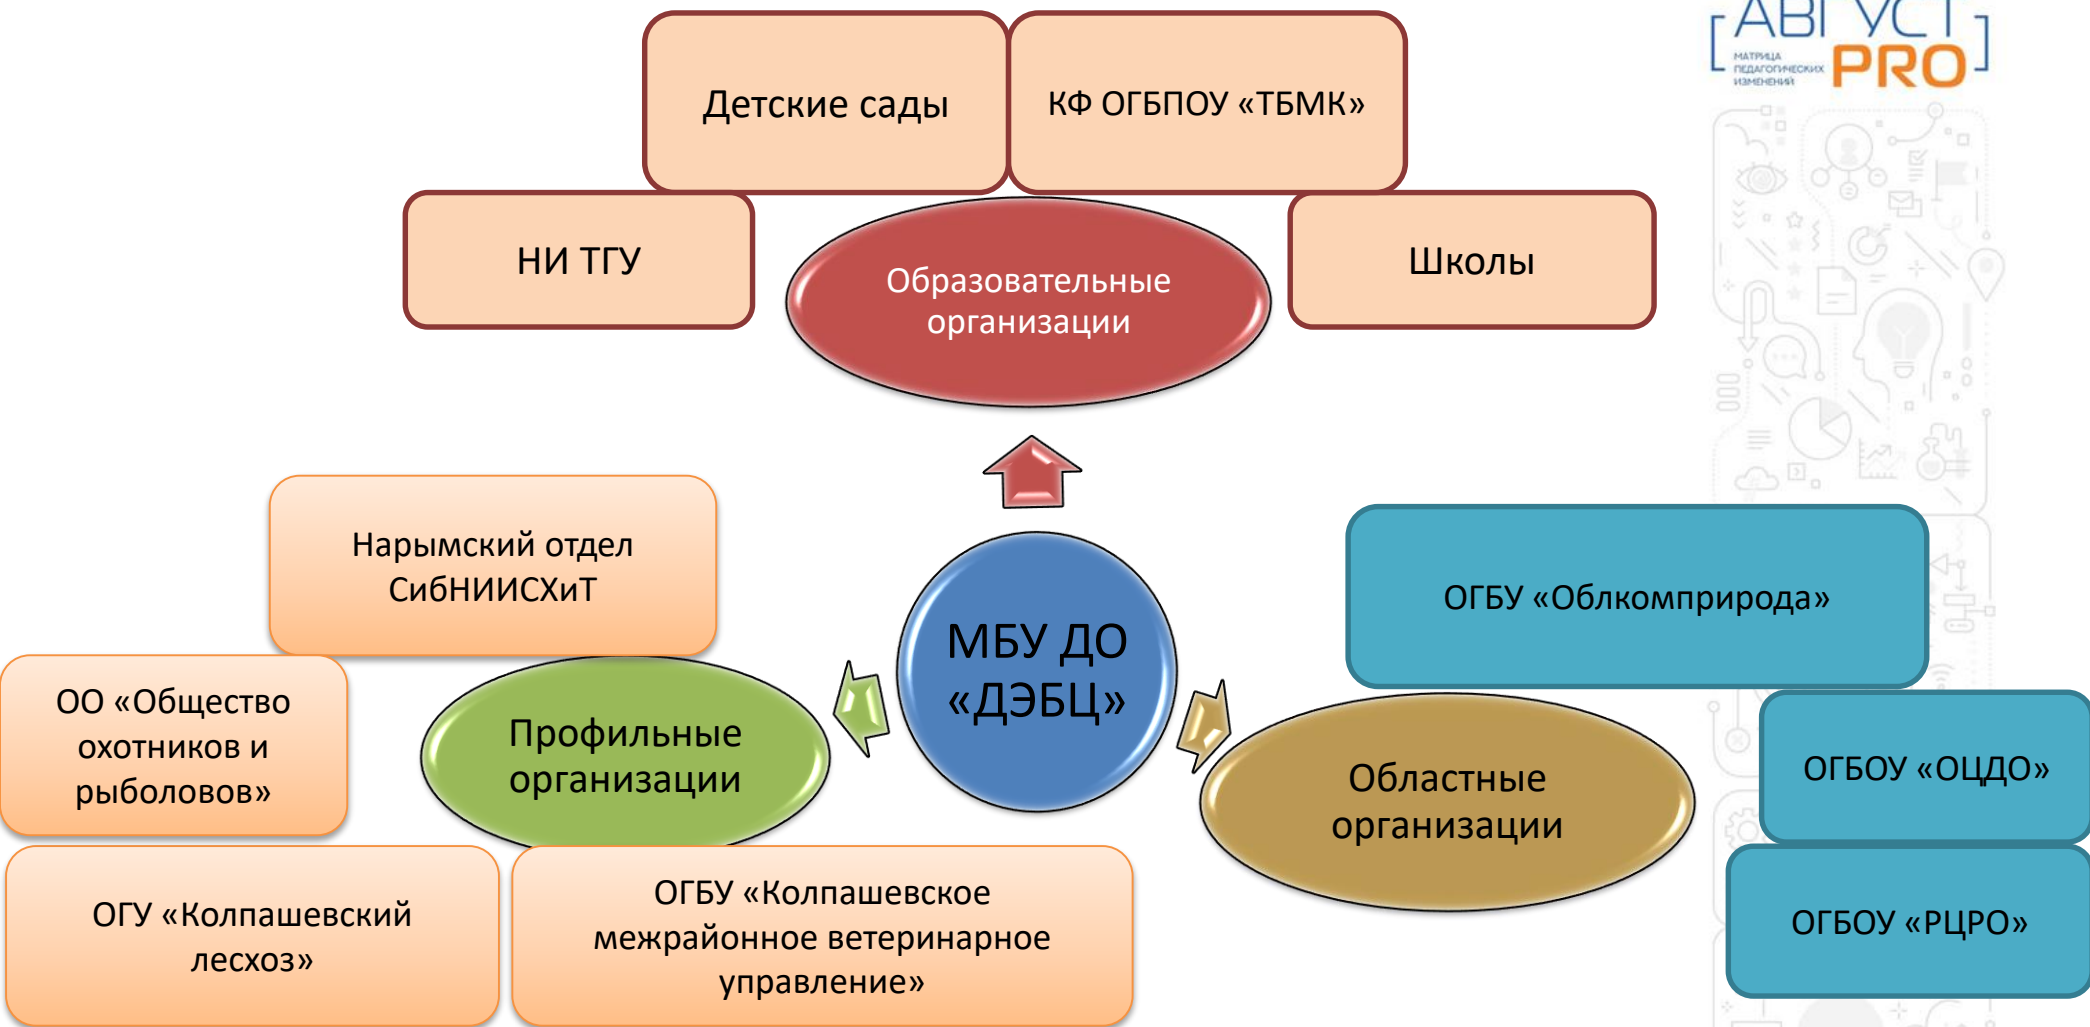 АВГУСТ
МАТРИЦА
ПЕДАГОГИЧЕСКИХ
ИЗМЕНЕНИЙ
PRO
Детские сады
КФ ОГБПОУ «ТБМК»
НИ ТГУ
Образовательные
организации
Школы
Нарымский отдел
СибНИИСХиТ
ОГБУ «Облкомприрода»
МБУ ДО
«ДЭБЦ»
ОО «Общество
охотников и
рыболовов»
Профильные
организации
Областные
организации
ОГБОУ «ОЦДО»
ОГУ «Колпашевский
лесхоз»
ОГБУ «Колпашевское
межрайонное ветеринарное
управление»
ОГБОУ «РЦРО»